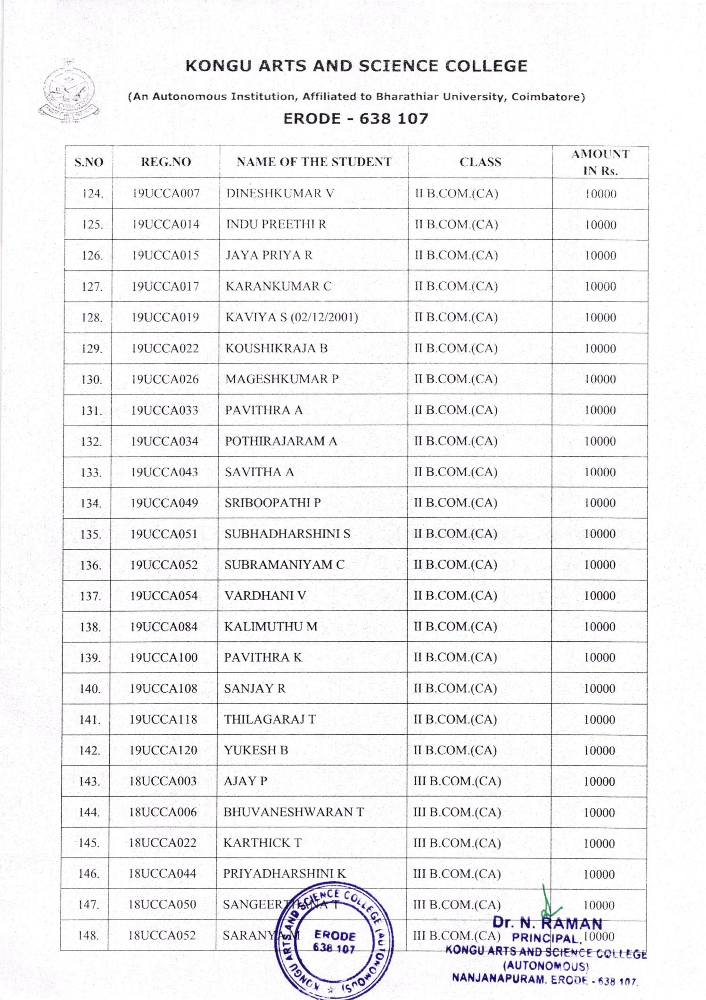 KONGU ARTS AND SCIENCE COLLEGE
(An Autonomous Institution, Affiliated to Bharathiar University, Coimbatore)
ERODE - 638 107
S.NO REG.NO NAME OF THE STUDENT CLASS AMOUNT IN Rs.
124. 19UCCA007 DINESHKUMAR V II B.COM.(CA) 10000
125. 19UCCA014 INDU PREETHI R II B.COM.(CA) 10000
126. 19UCCA015 JAYA PRIYA R II B.COM.(CA) 10000
127. 19UCCA017 KARANKUMAR C II B.COM.(CA) 10000
128. 19UCCA019 KAVIYA S (02/12/2001) II B.COM.(CA) 10000
129. 19UCCA022 KOUSHIKRAJA B II B.COM.(CA) 10000
130. 19UCCA026 MAGESHKUMAR P II B.COM.(CA) 10000
131. 19UCCA033 PAVITHRA A II B.COM.(CA) 10000
132. 19UCCA034 POTHIRAJARAM A II B.COM.(CA) 10000
133. 19UCCA043 SAVITHA A II B.COM.(CA) 10000
134. 19UCCA049 SRIBOOPATHI P II B.COM.(CA) 10000
135. 19UCCA051 SUBHADHARSHINI S II B.COM.(CA) 10000
136. 19UCCA052 SUBRAMANIYAM C II B.COM.(CA) 10000
137. 19UCCA054 VARDHANI V II B.COM.(CA) 10000
138. 19UCCA084 KALIMUTHU M II B.COM.(CA) 10000
139. 19UCCA100 PAVITHRA K II B.COM.(CA) 10000
140. 19UCCA108 SANJAY R II B.COM.(CA) 10000
141. 19UCCA118 THILAGARAJ T II B.COM.(CA) 10000
142. 19UCCA120 YUKESH B II B.COM.(CA) 10000
143. 18UCCA003 AJAY P III B.COM.(CA) 10000
144. 18UCCA006 BHUVANESHWARAN T III B.COM.(CA) 10000
145. 18UCCA022 KARTHICK T III B.COM.(CA) 10000
146. 18UCCA044 PRIYADHARSHINI K III B.COM.(CA) 10000
147. 18UCCA050 SANGEERTHANA T III B.COM.(CA) 10000
148. 18UCCA052 SARANYA M III B.COM.(CA) 10000
KONGU ARTS AND SCIENCE COLLEGE (AUTONOMOUS)
ERODE
638 107
Dr. N. RAMAN
PRINCIPAL,
KONGU ARTS AND SCIENCE COLLEGE
(AUTONOMOUS)
NANJANAPURAM, ERODE - 638 107.